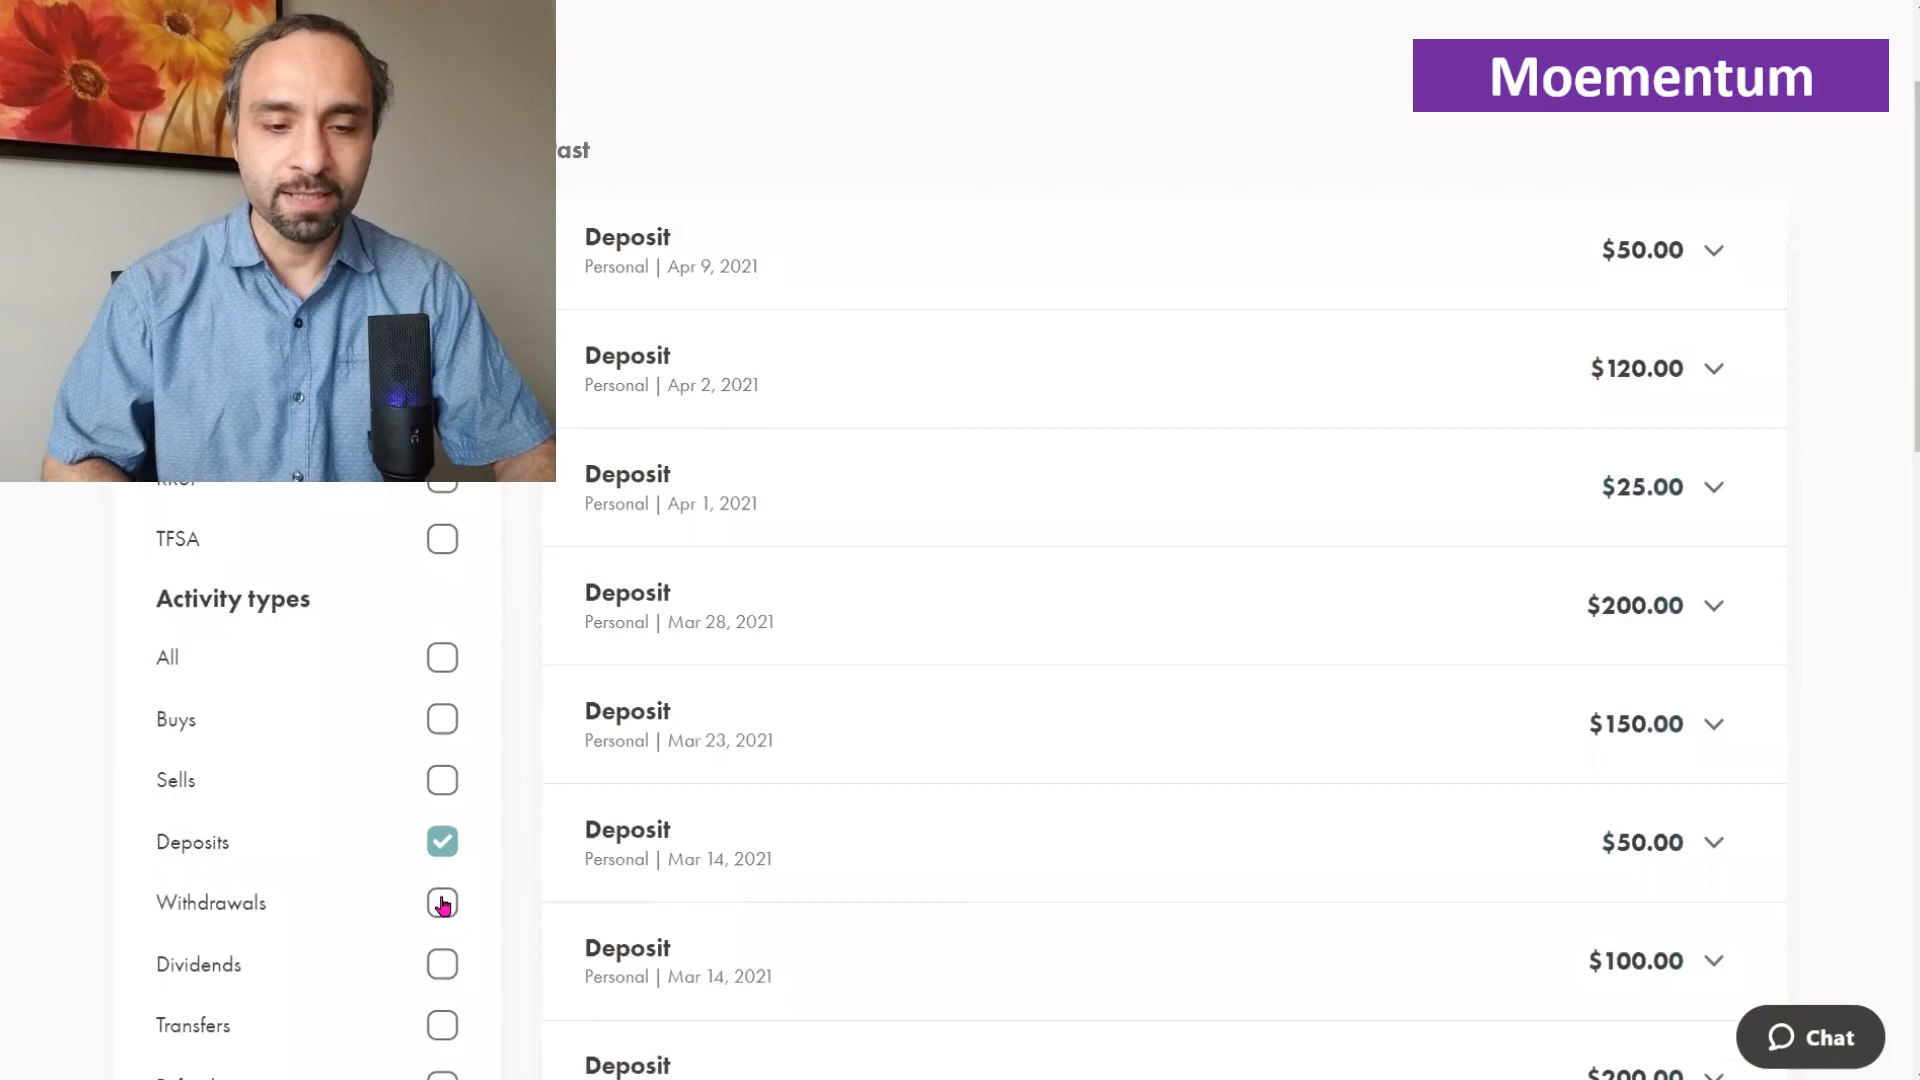 Moementum
ast
Deposit
Personal | Apr 9, 2021
$50.00
Deposit
Personal | Apr 2, 2021
$120.00
Deposit
Personal | Apr 1, 2021
$25.00
TFSA
Activity types
All
Buys
Sells
Deposits
Withdrawals
Dividends
Transfers
Deposit
Personal | Mar 28, 2021
$200.00
Deposit
Personal | Mar 23, 2021
$150.00
Deposit
Personal | Mar 14, 2021
$50.00
Deposit
Personal | Mar 14, 2021
$100.00
Deposit
$200.00
Chat